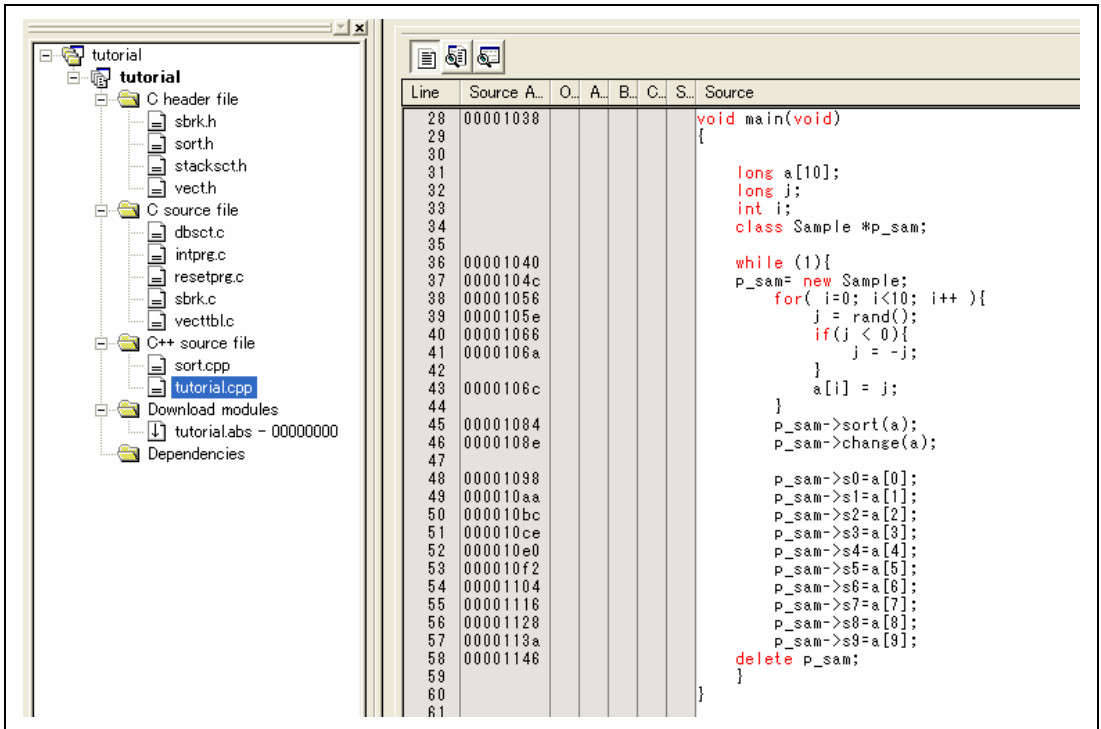 tutorial
tutorial
C header file
sbrk.h
sort.h
stacksct.h
vect.h
C source file
dbsct.c
intprg.c
resetprg.c
sbrk.c
vecttbl.c
C++ source file
sort.cpp
tutorial.cpp
Download modules
tutorial.abs - 00000000
Dependencies
Line Source A... O... A... B... C... S... Source
28 00001038 void main(void)
29 {
30
31 long a[10];
32 long j;
33 int i;
34 class Sample *p_sam;
35
36 00001040 while (1){
37 0000104c p_sam= new Sample;
38 00001056 for( i=0; i<10; i++ ){
39 0000105e j = rand();
40 00001066 if(j < 0){
41 0000106a j = -j;
42 }
43 0000106c a[i] = j;
44 }
45 00001084 p_sam->sort(a);
46 0000108e p_sam->change(a);
47
48 00001098 p_sam->s0=a[0];
49 000010aa p_sam->s1=a[1];
50 000010bc p_sam->s2=a[2];
51 000010ce p_sam->s3=a[3];
52 000010e0 p_sam->s4=a[4];
53 000010f2 p_sam->s5=a[5];
54 00001104 p_sam->s6=a[6];
55 00001116 p_sam->s7=a[7];
56 00001128 p_sam->s8=a[8];
57 0000113a p_sam->s9=a[9];
58 00001146 delete p_sam;
59 }
60 }
61